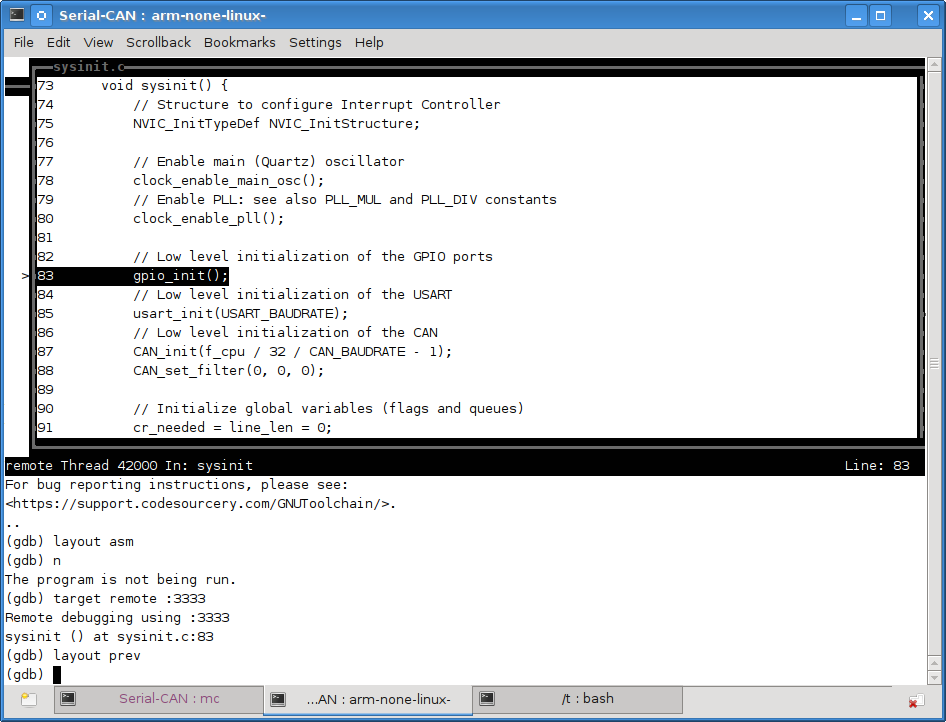 Serial-CAN : arm-none-linux-
File Edit View Scrollback Bookmarks Settings Help
sysinit.c
73 void sysinit() {
74 // Structure to configure Interrupt Controller
75 NVIC_InitTypeDef NVIC_InitStructure;
76
77 // Enable main (Quartz) oscillator
78 clock_enable_main_osc();
79 // Enable PLL: see also PLL_MUL and PLL_DIV constants
80 clock_enable_pll();
81
82 // Low level initialization of the GPIO ports
>83 gpio_init();
84 // Low level initialization of the USART
85 usart_init(USART_BAUDRATE);
86 // Low level initialization of the CAN
87 CAN_init(f_cpu / 32 / CAN_BAUDRATE - 1);
88 CAN_set_filter(0, 0, 0);
89
90 // Initialize global variables (flags and queues)
91 cr_needed = line_len = 0;
remote Thread 42000 In: sysinit Line: 83
For bug reporting instructions, please see:
<https://support.codesourcery.com/GNUToolchain/>.
..
(gdb) layout asm
(gdb) n
The program is not being run.
(gdb) target remote :3333
Remote debugging using :3333
sysinit () at sysinit.c:83
(gdb) layout prev
(gdb)
Serial-CAN : mc ...AN : arm-none-linux- /t : bash